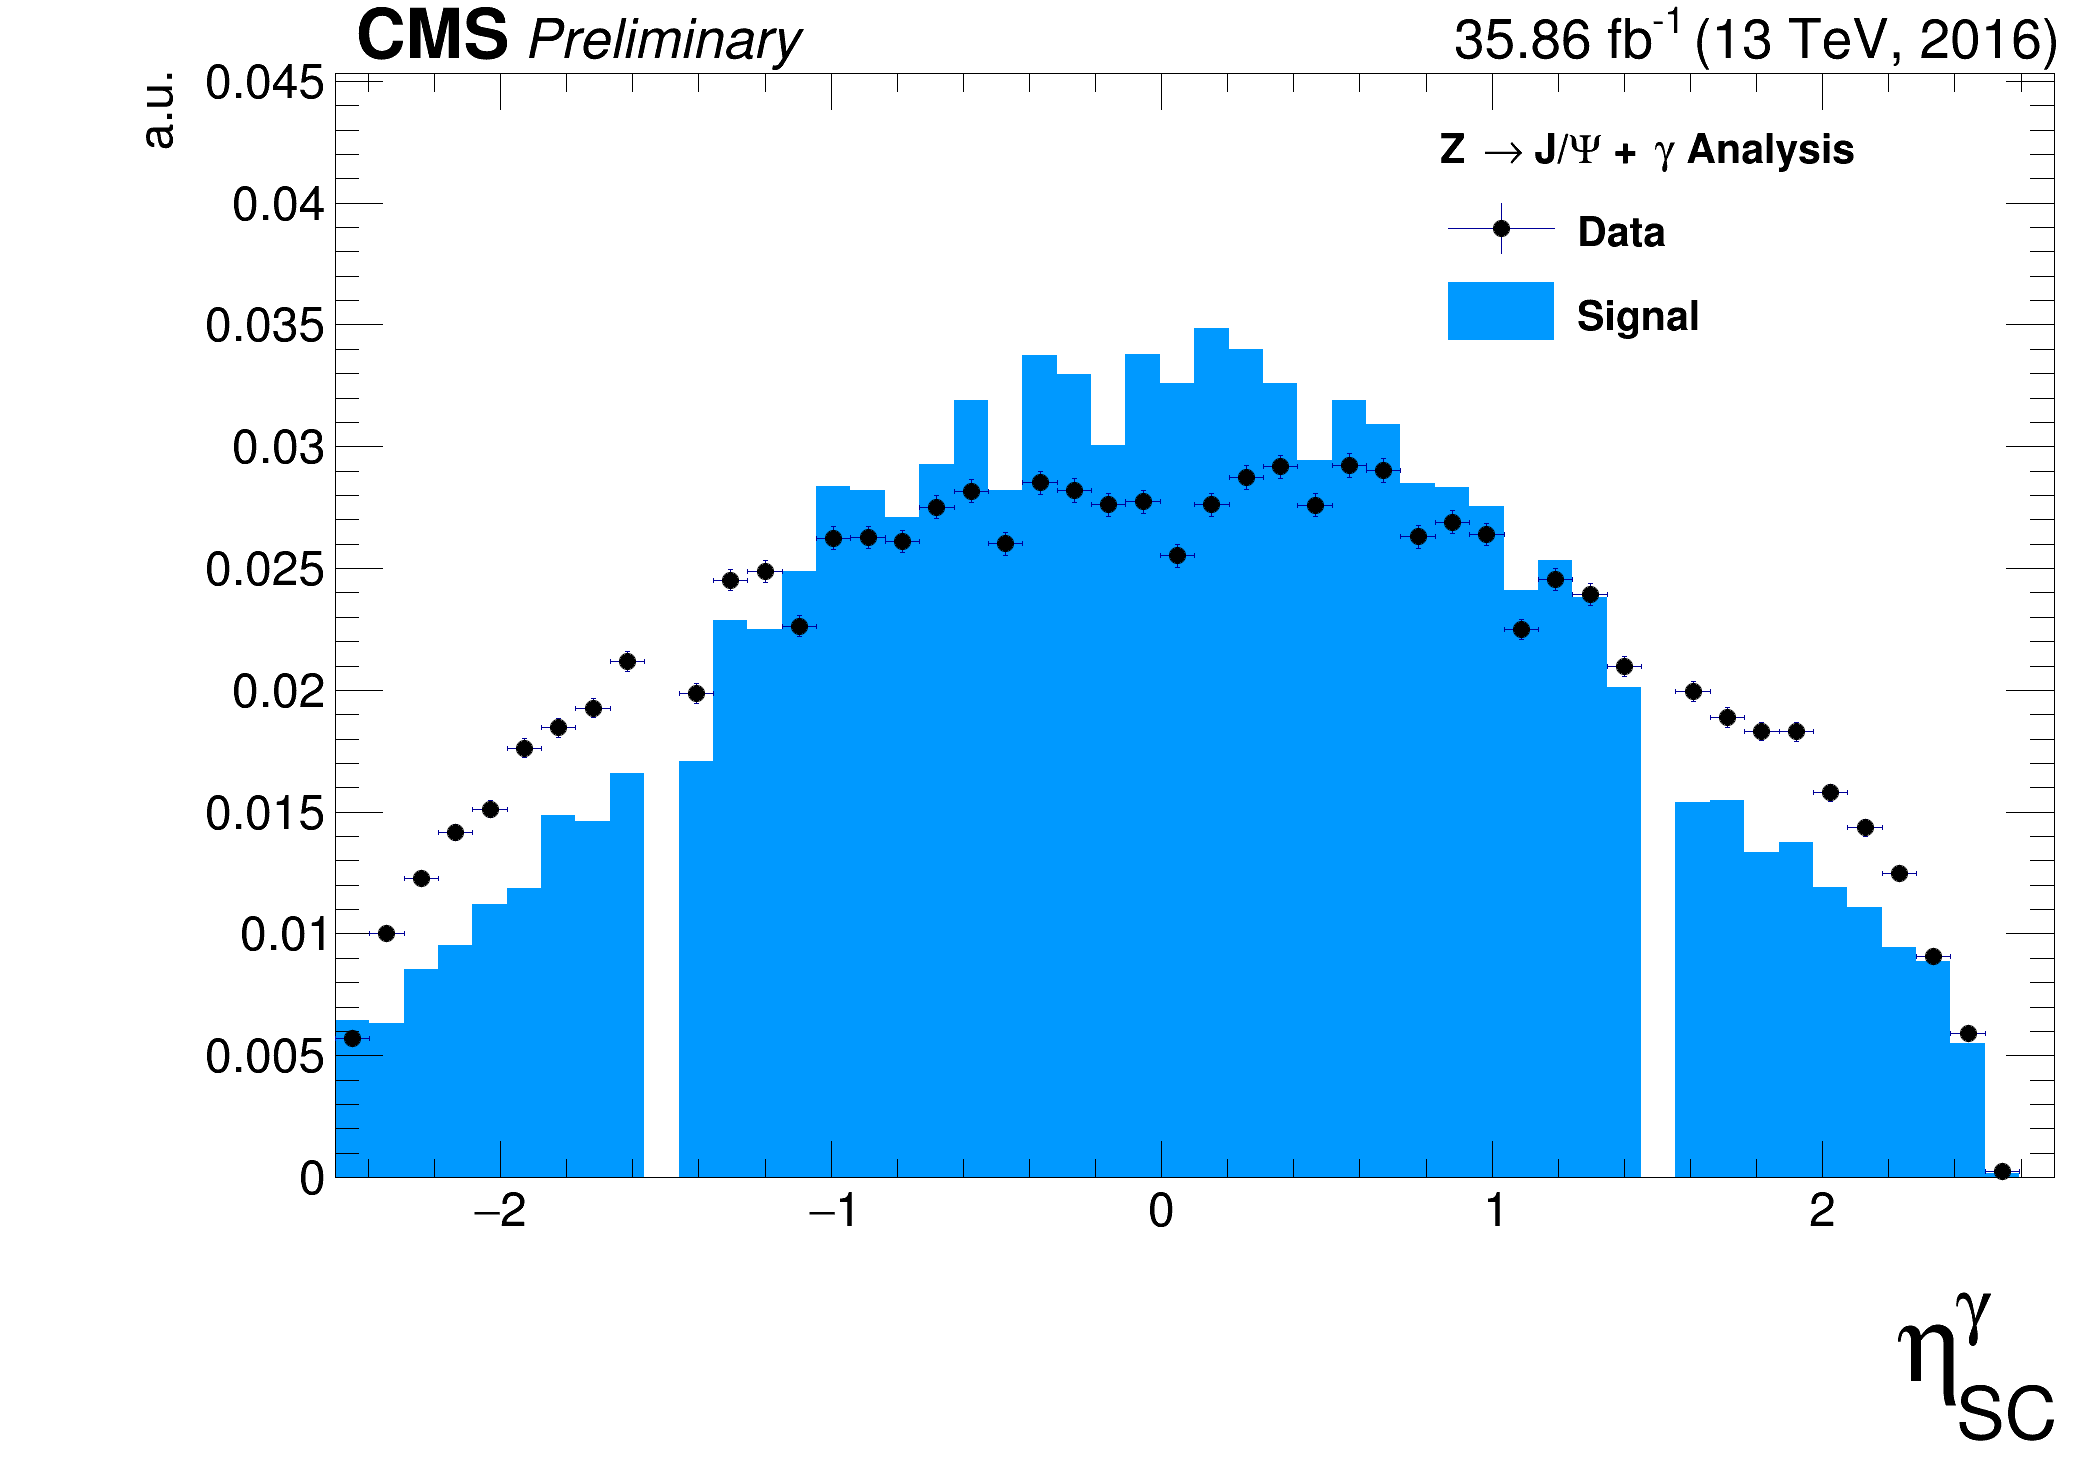 CMS Preliminary 35.86 fb⁻¹ (13 TeV, 2016)
a.u.
Z → J/Ψ + γ Analysis
Data
Signal
0.045
0.04
0.035
0.03
0.025
0.02
0.015
0.01
0.005
0
−2 −1 0 1 2
η^γ_SC